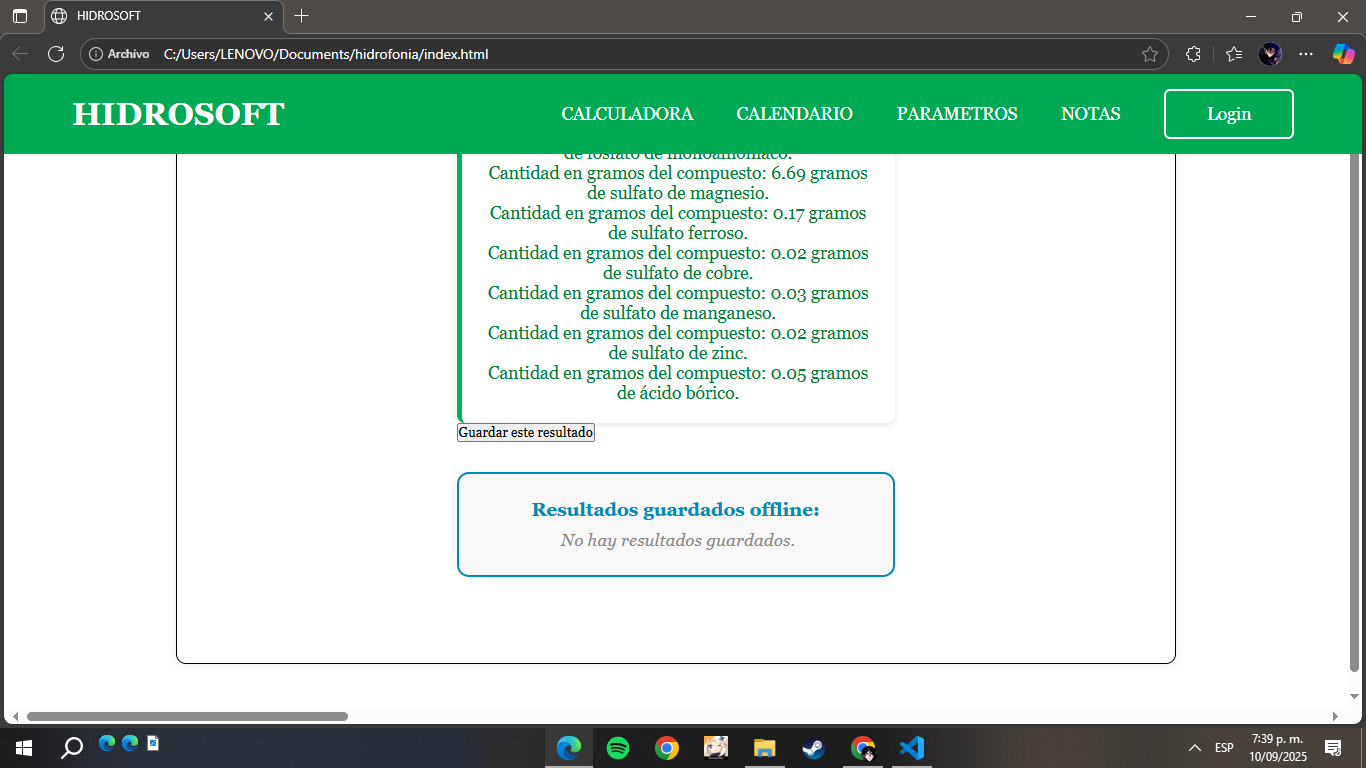 HIDROSOFT
Archivo C:/Users/LENOVO/Documents/hidrofonia/index.html
HIDROSOFT CALCULADORA CALENDARIO PARAMETROS NOTAS Login
de fosfato de monoamoniaco.
Cantidad en gramos del compuesto: 6.69 gramos
de sulfato de magnesio.
Cantidad en gramos del compuesto: 0.17 gramos
de sulfato ferroso.
Cantidad en gramos del compuesto: 0.02 gramos
de sulfato de cobre.
Cantidad en gramos del compuesto: 0.03 gramos
de sulfato de manganeso.
Cantidad en gramos del compuesto: 0.02 gramos
de sulfato de zinc.
Cantidad en gramos del compuesto: 0.05 gramos
de ácido bórico.
Guardar este resultado
Resultados guardados offline:
No hay resultados guardados.
ESP
7:39 p. m.
10/09/2025